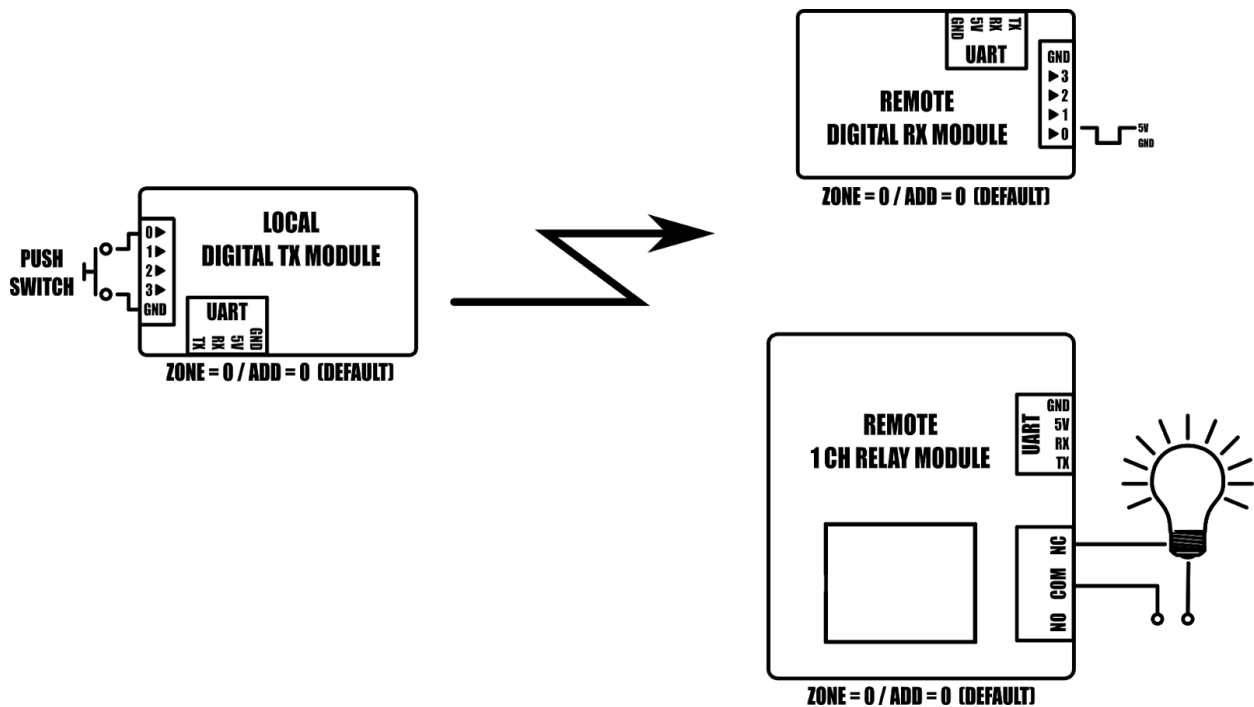 PUSH
SWITCH
0▶
1▶
2▶
3▶
GND
LOCAL
DIGITAL TX MODULE
UART
TX RX 5V GND
ZONE = 0 / ADD = 0 (DEFAULT)
GND 5V RX TX
UART
REMOTE
DIGITAL RX MODULE
GND
▶3
▶2
▶1
▶0
5V
GND
ZONE = 0 / ADD = 0 (DEFAULT)
REMOTE
1 CH RELAY MODULE
UART
GND
5V
RX
TX
NC
COM
NO
ZONE = 0 / ADD = 0 (DEFAULT)